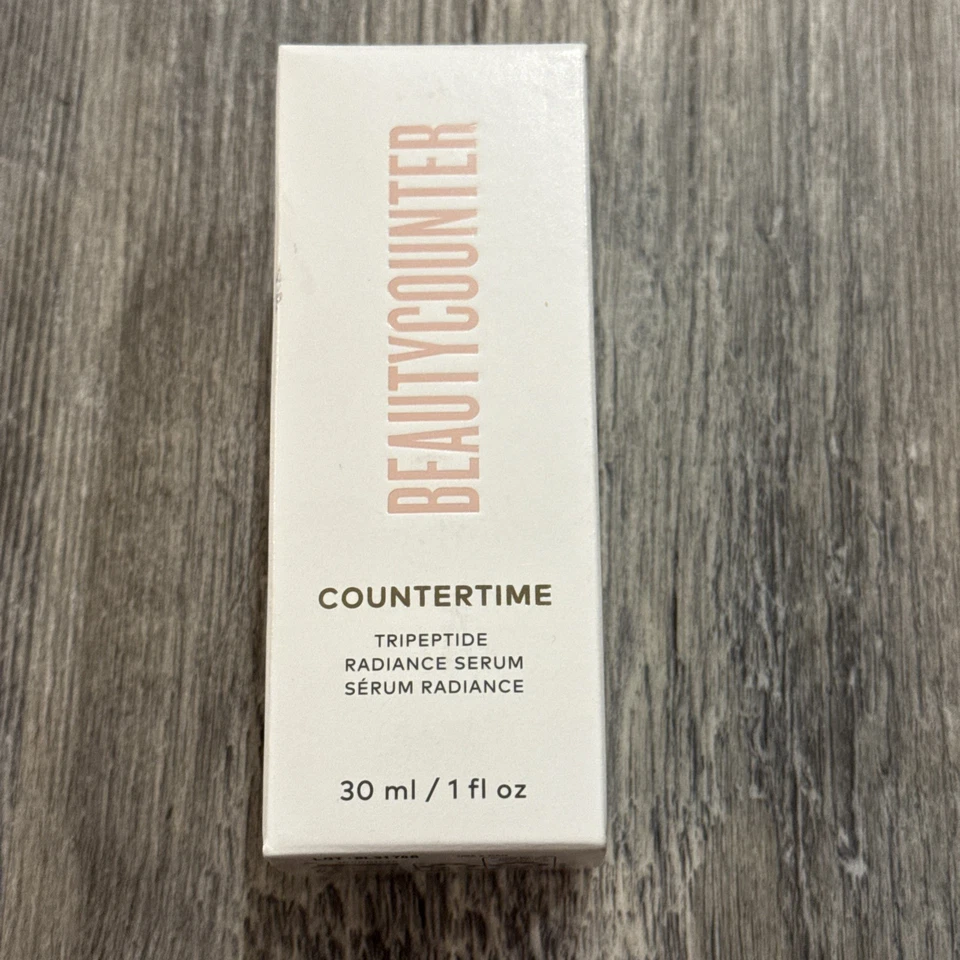 BEAUTYCOUNTER
COUNTERTIME
TRIPEPTIDE
RADIANCE SERUM
SÉRUM RADIANCE
30 ml / 1 fl oz